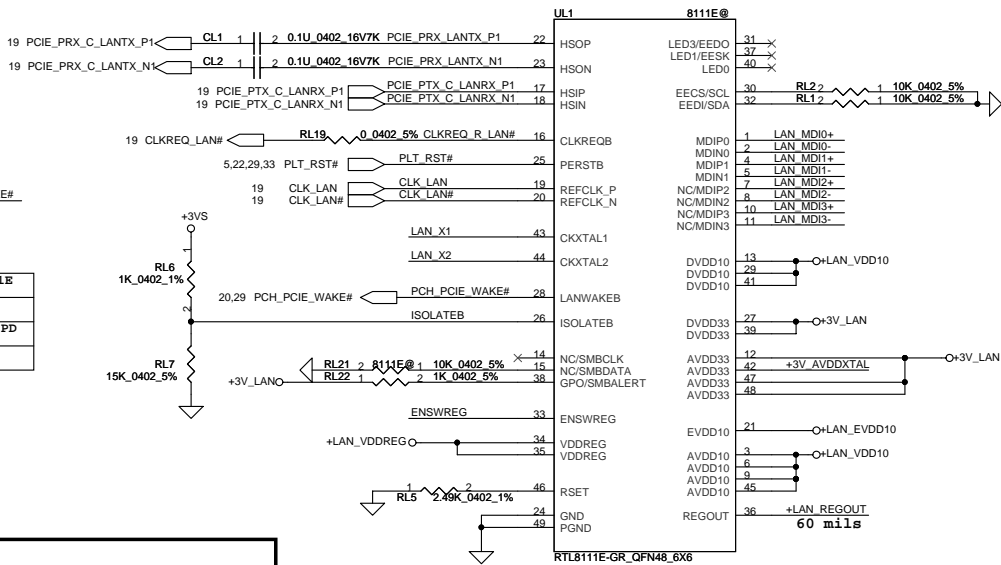 UL1
8111E@
19 PCIE_PRX_C_LANTX_P1
CL1 1 2 0.1U_0402_16V7K PCIE_PRX_LANTX_P1
22 HSOP
19 PCIE_PRX_C_LANTX_N1
CL2 1 2 0.1U_0402_16V7K PCIE_PRX_LANTX_N1
23 HSON
19 PCIE_PTX_C_LANRX_P1
PCIE_PTX_C_LANRX_P1 17 HSIP
19 PCIE_PTX_C_LANRX_N1
PCIE_PTX_C_LANRX_N1 18 HSIN
19 CLKREQ_LAN#
RL19 0_0402_5% CLKREQ_R_LAN# 16 CLKREQB
5,22,29,33 PLT_RST#
PLT_RST# 25 PERSTB
19 CLK_LAN
CLK_LAN 19 REFCLK_P
19 CLK_LAN#
CLK_LAN# 20 REFCLK_N
E#
+3VS
LAN_X1 43 CKXTAL1
LAN_X2 44 CKXTAL2
1
RL6
1K_0402_1%
2
LE
PD
20,29 PCH_PCIE_WAKE#
PCH_PCIE_WAKE# 28 LANWAKEB
ISOLATEB 26 ISOLATEB
RL7
15K_0402_5%
14 NC/SMBCLK
RL21 2 8111E@ 1 10K_0402_5% 15 NC/SMBDATA
+3V_LAN RL22 1 2 1K_0402_5% 38 GPO/SMBALERT
ENSWREG 33 ENSWREG
+LAN_VDDREG 34 VDDREG
35 VDDREG
1 RL5 2 2.49K_0402_1% 46 RSET
24 GND
49 PGND
LED3/EEDO 31
LED1/EESK 37
LED0 40
EECS/SCL 30 RL2 2 1 10K_0402_5%
EEDI/SDA 32 RL1 2 1 10K_0402_5%
MDIP0 1 LAN_MDI0+
MDIN0 2 LAN_MDI0-
MDIP1 4 LAN_MDI1+
MDIN1 5 LAN_MDI1-
NC/MDIP2 7 LAN_MDI2+
NC/MDIN2 8 LAN_MDI2-
NC/MDIP3 10 LAN_MDI3+
NC/MDIN3 11 LAN_MDI3-
DVDD10 13 +LAN_VDD10
DVDD10 29
DVDD10 41
DVDD33 27 +3V_LAN
DVDD33 39
AVDD33 12 +3V_LAN
AVDD33 42 +3V_AVDDXTAL
AVDD33 47
AVDD33 48
EVDD10 21 +LAN_EVDD10
AVDD10 3 +LAN_VDD10
AVDD10 6
AVDD10 9
AVDD10 45
REGOUT 36 +LAN_REGOUT
60 mils
RTL8111E-GR_QFN48_6X6